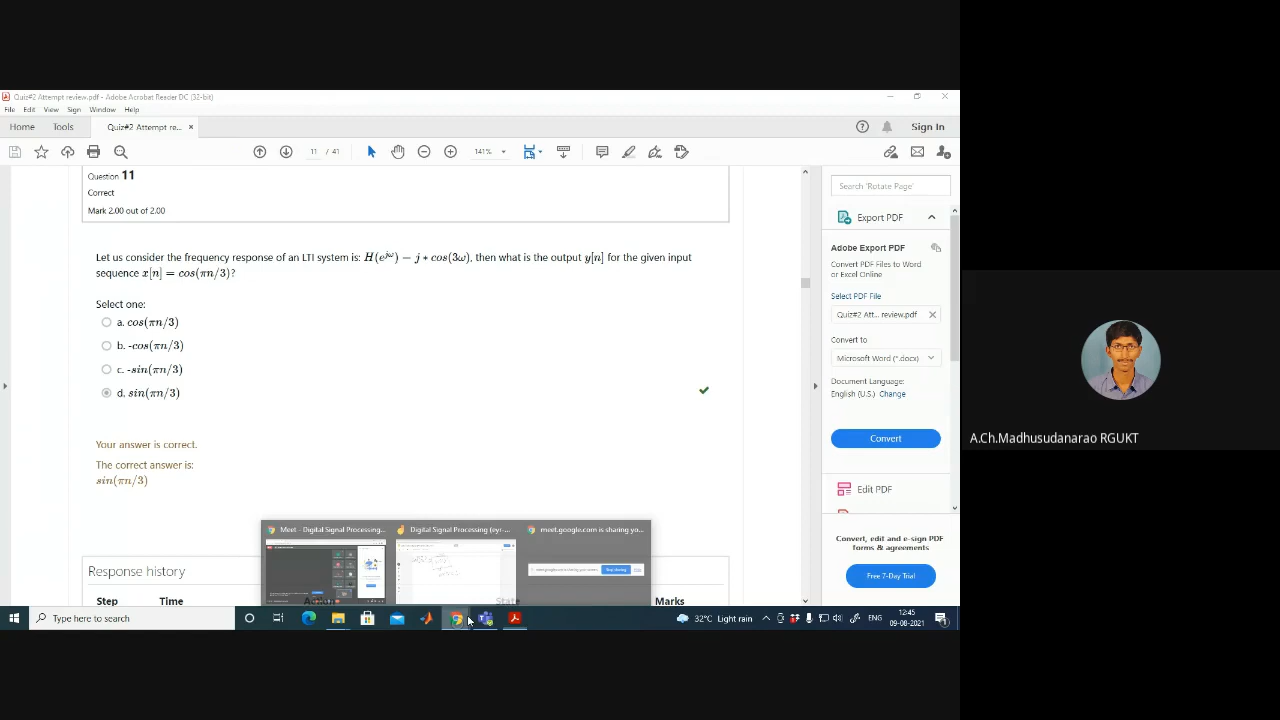 Quiz#2 Attempt review.pdf - Adobe Acrobat Reader DC (32-bit)
File Edit View Sign Window Help
Home Tools Quiz#2 Attempt re... × Sign In
11 / 41 141%
Question 11
Correct
Mark 2.00 out of 2.00
Let us consider the frequency response of an LTI system is: H(e^{jω}) − j * cos(3ω), then what is the output y[n] for the given input
sequence x[n] = cos(πn/3)?
Select one:
a. cos(πn/3)
b. -cos(πn/3)
c. -sin(πn/3)
d. sin(πn/3)
Your answer is correct.
The correct answer is:
sin(πn/3)
Response history
Step Time State Marks
Search 'Rotate Page'
Export PDF
Adobe Export PDF
Convert PDF Files to Word
or Excel Online
Select PDF File
Quiz#2 Att... review.pdf
Convert to
Microsoft Word (*.docx)
Document Language:
English (U.S.) Change
Convert
Edit PDF
Convert, edit and e-sign PDF
forms & agreements
Free 7-Day Trial
Meet - Digital Signal Processing...
Digital Signal Processing (eyr-...
meet.google.com is sharing yo...
Stop sharing
Type here to search
32°C Light rain
ENG
12:45
09-08-2021
A.Ch.Madhusudanarao RGUKT